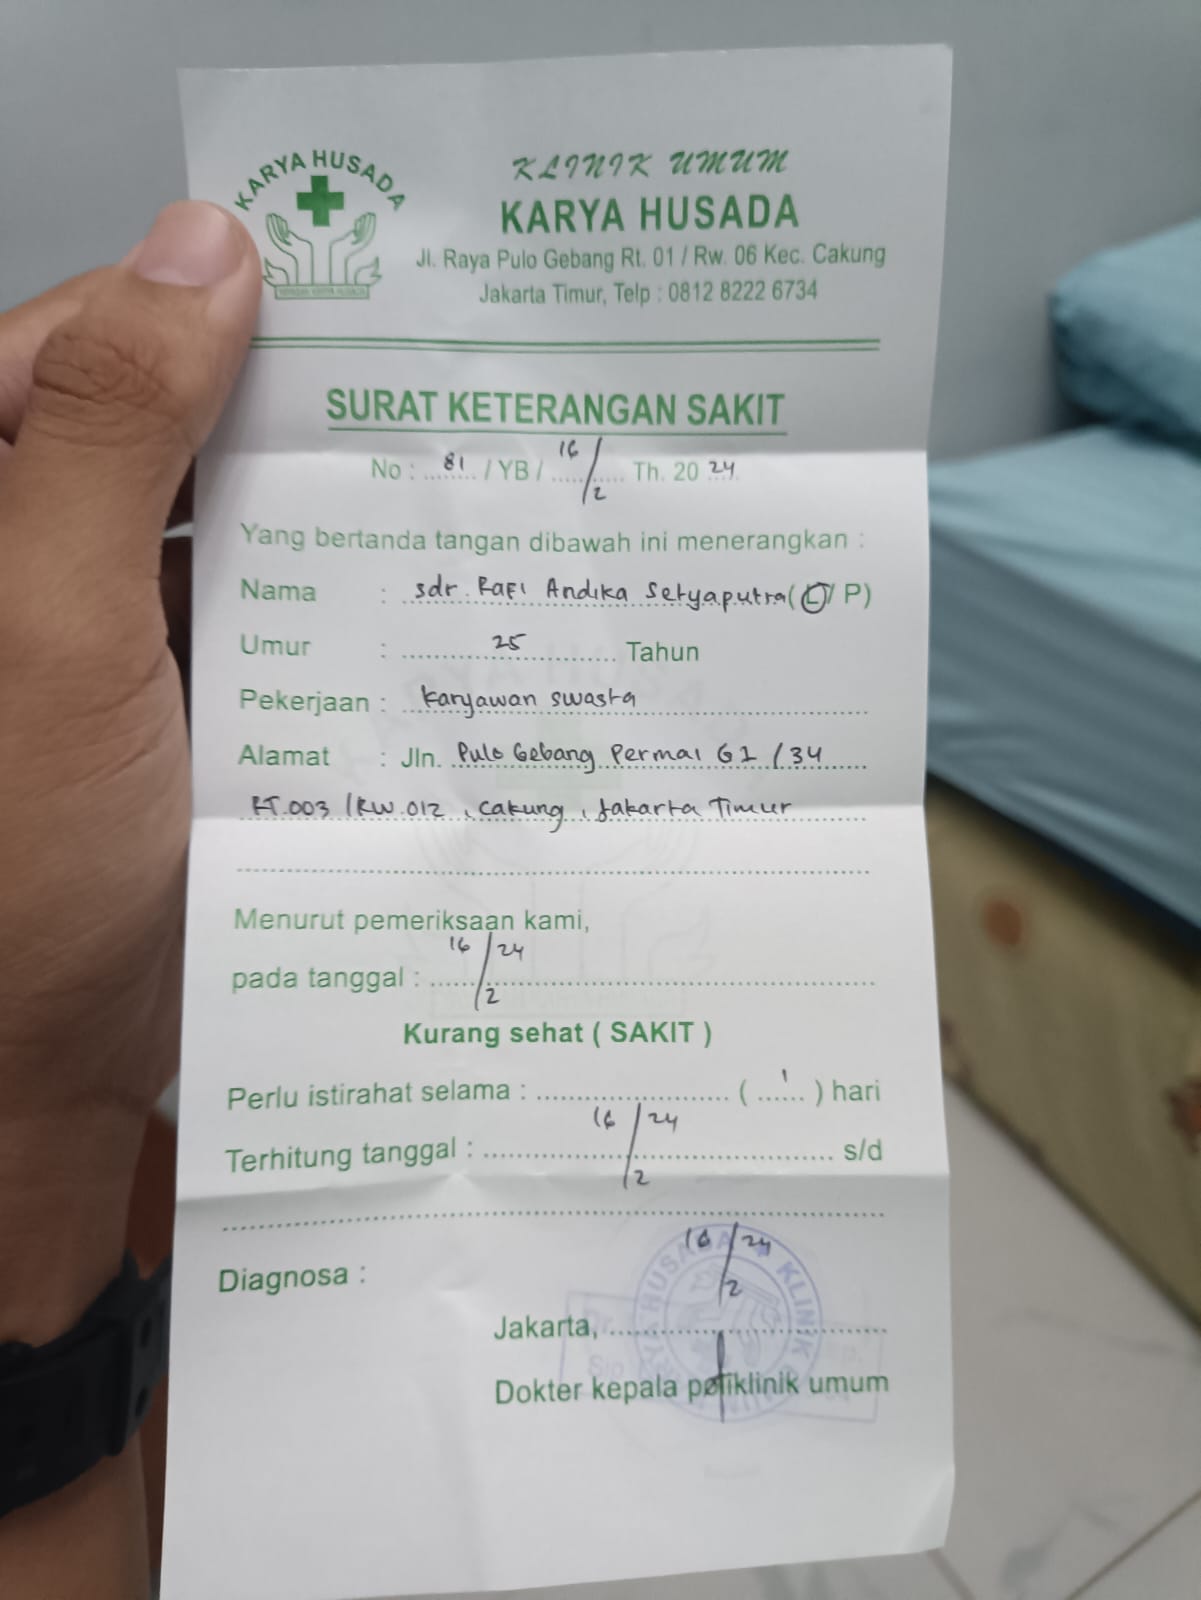 KARYA HUSADA
KLINIK UMUM
KARYA HUSADA
Jl. Raya Pulo Gebang Rt. 01 / Rw. 06 Kec. Cakung
Jakarta Timur, Telp : 0812 8222 6734
SURAT KETERANGAN SAKIT
No : 81 / YB / 16/2 Th. 2024
Yang bertanda tangan dibawah ini menerangkan :
Nama : sdr. Rafi Andika Setyaputra (L / P)
Umur : 25 Tahun
Pekerjaan : Karyawan swasta
Alamat : Jln. Pulo Gebang Permai G1 / 34
RT.003 / RW.012, Cakung, Jakarta Timur
Menurut pemeriksaan kami,
pada tanggal : 16/2 24
Kurang sehat ( SAKIT )
Perlu istirahat selama : ( 1 ) hari
Terhitung tanggal : 16/2 24 s/d
Diagnosa :
Jakarta, 16/2 24
Dokter kepala poliklinik umum